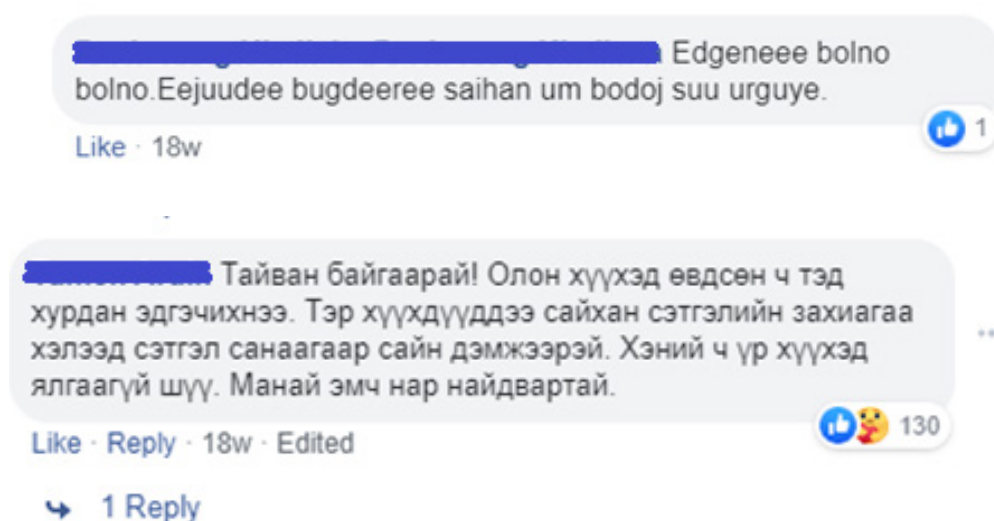 Edgeneee bolno
bolno.Eejuudee bugdeeree saihan um bodoj suu urguye.
1
Like · 18w
Тайван байгаарай! Олон хүүхэд өвдсөн ч тэд
хурдан эдгэчихнээ. Тэр хүүхдүүддээ сайхан сэтгэлийн захиагаа
хэлээд сэтгэл санаагаар сайн дэмжээрэй. Хэний ч үр хүүхэд
ялгаагүй шүү. Манай эмч нар найдвартай.
130
Like · Reply · 18w · Edited
1 Reply